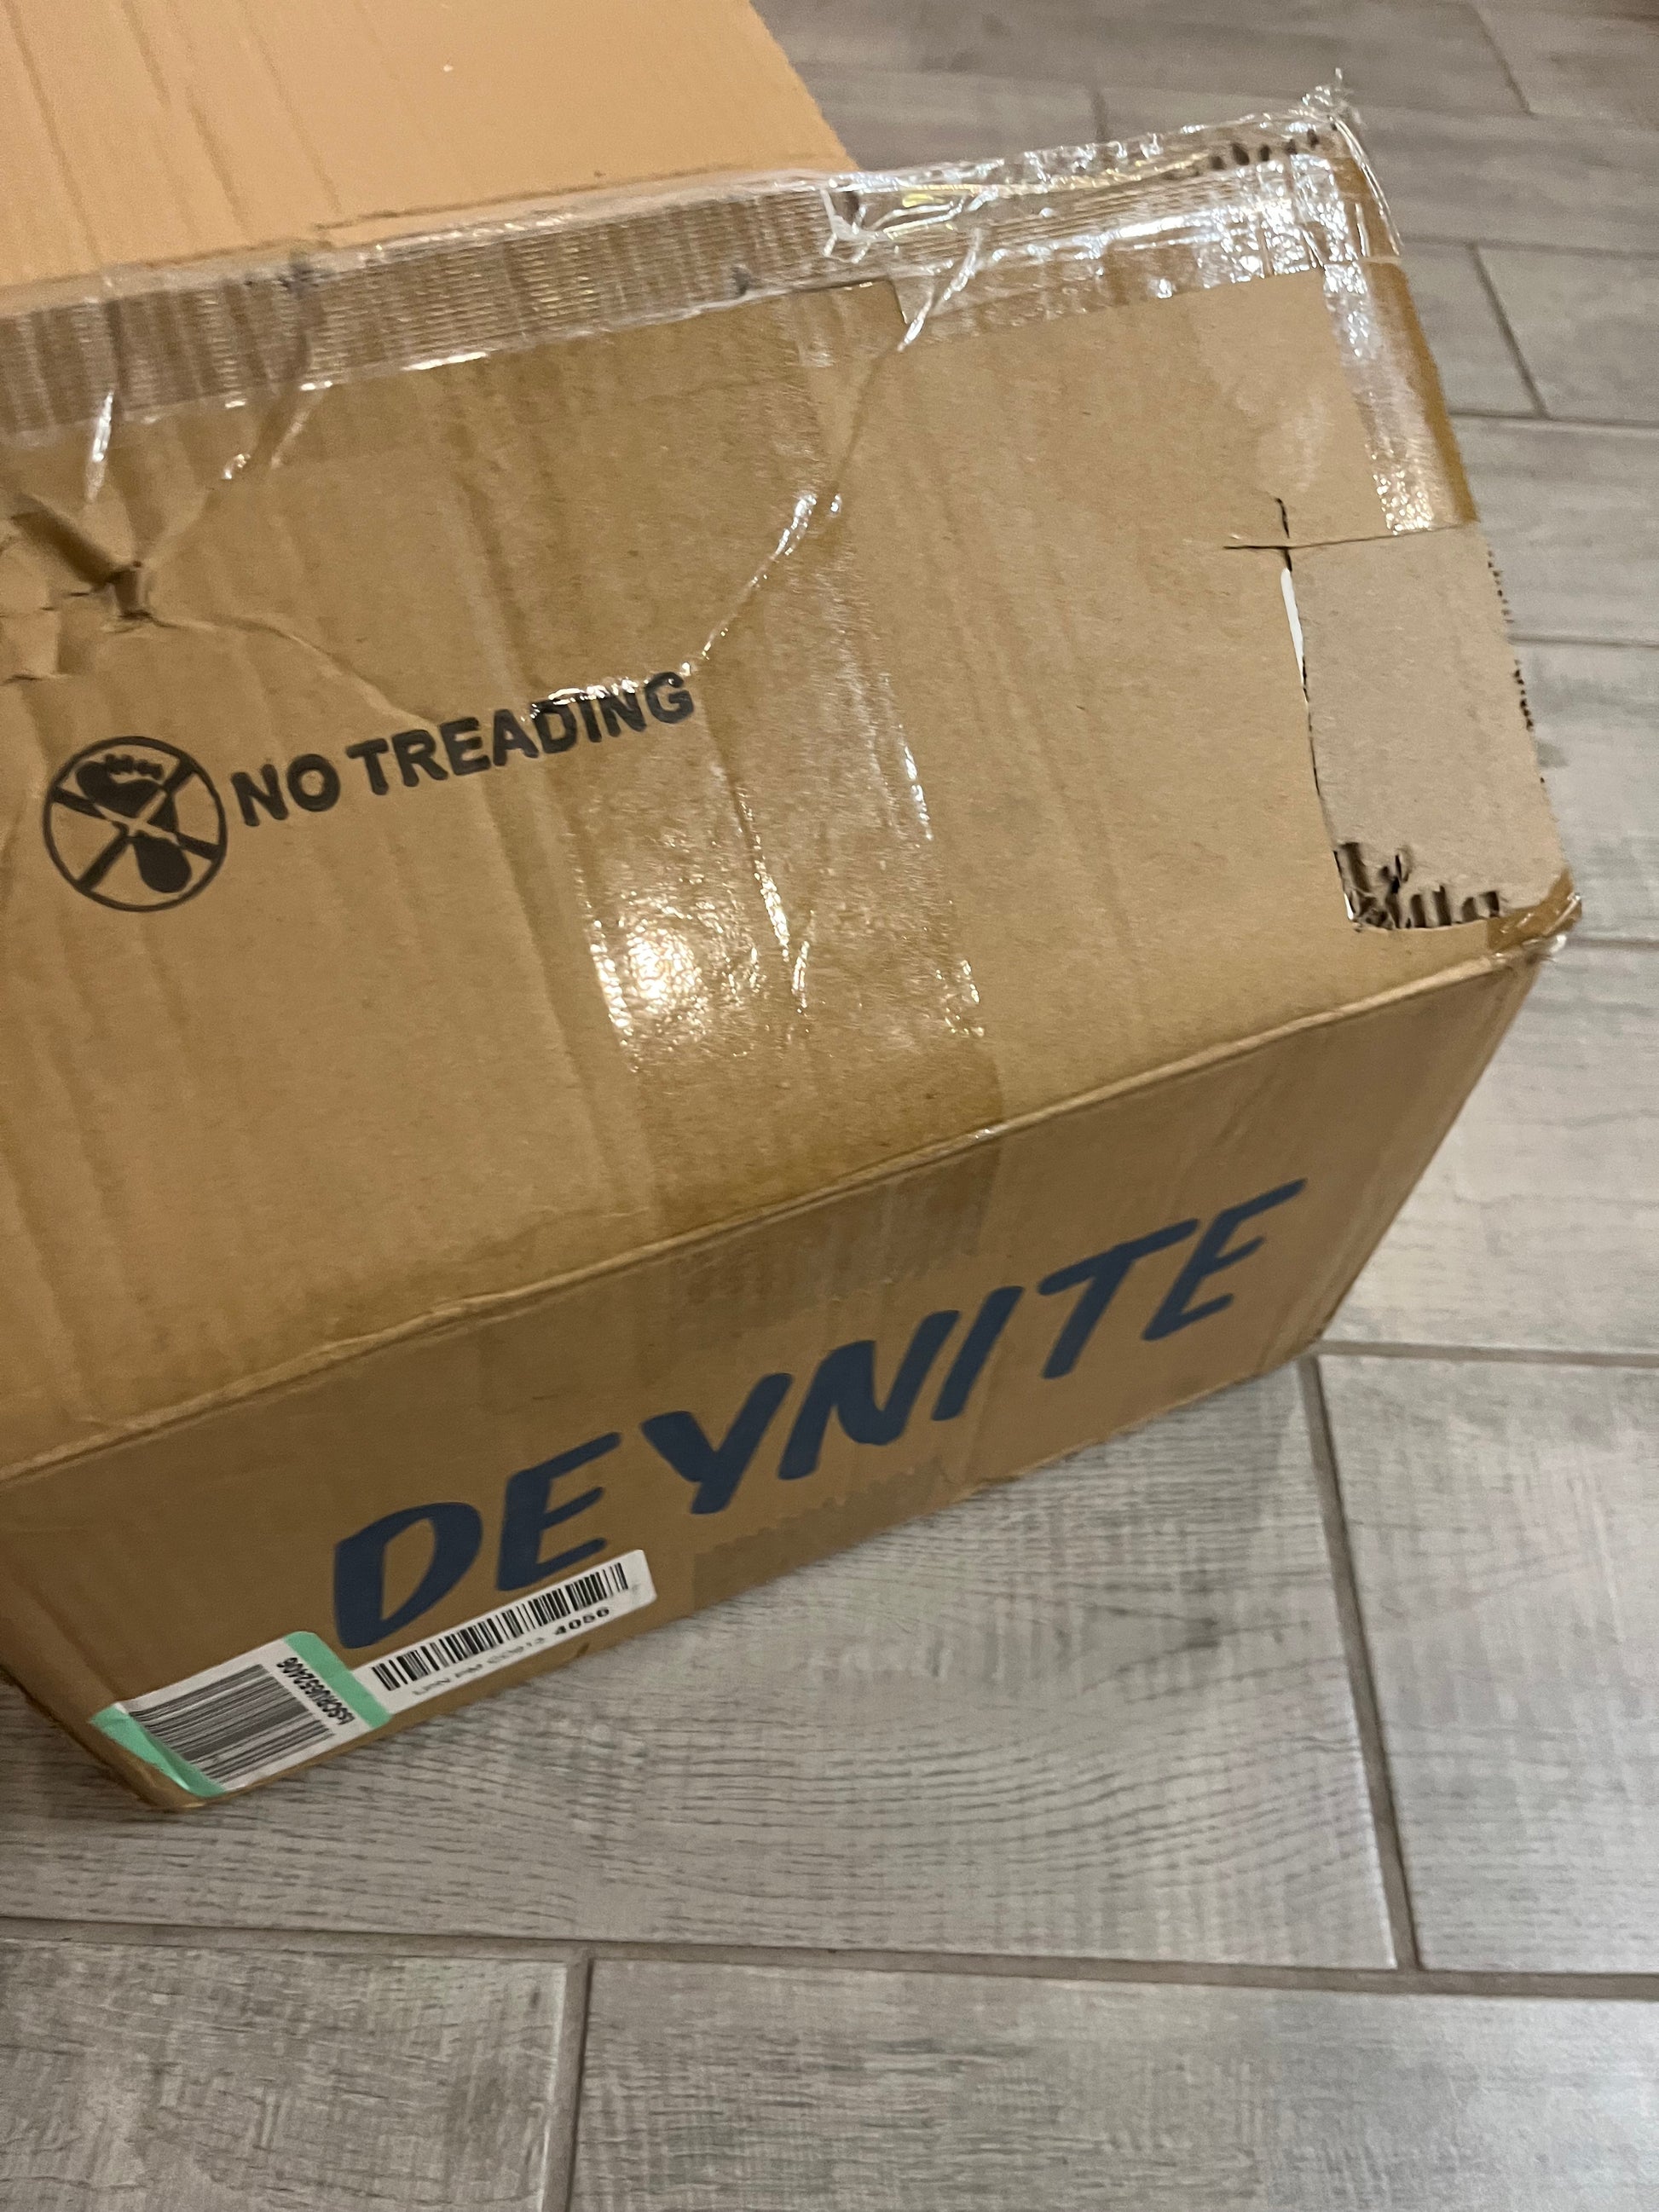 NO TREADING
DEYNITE
4056